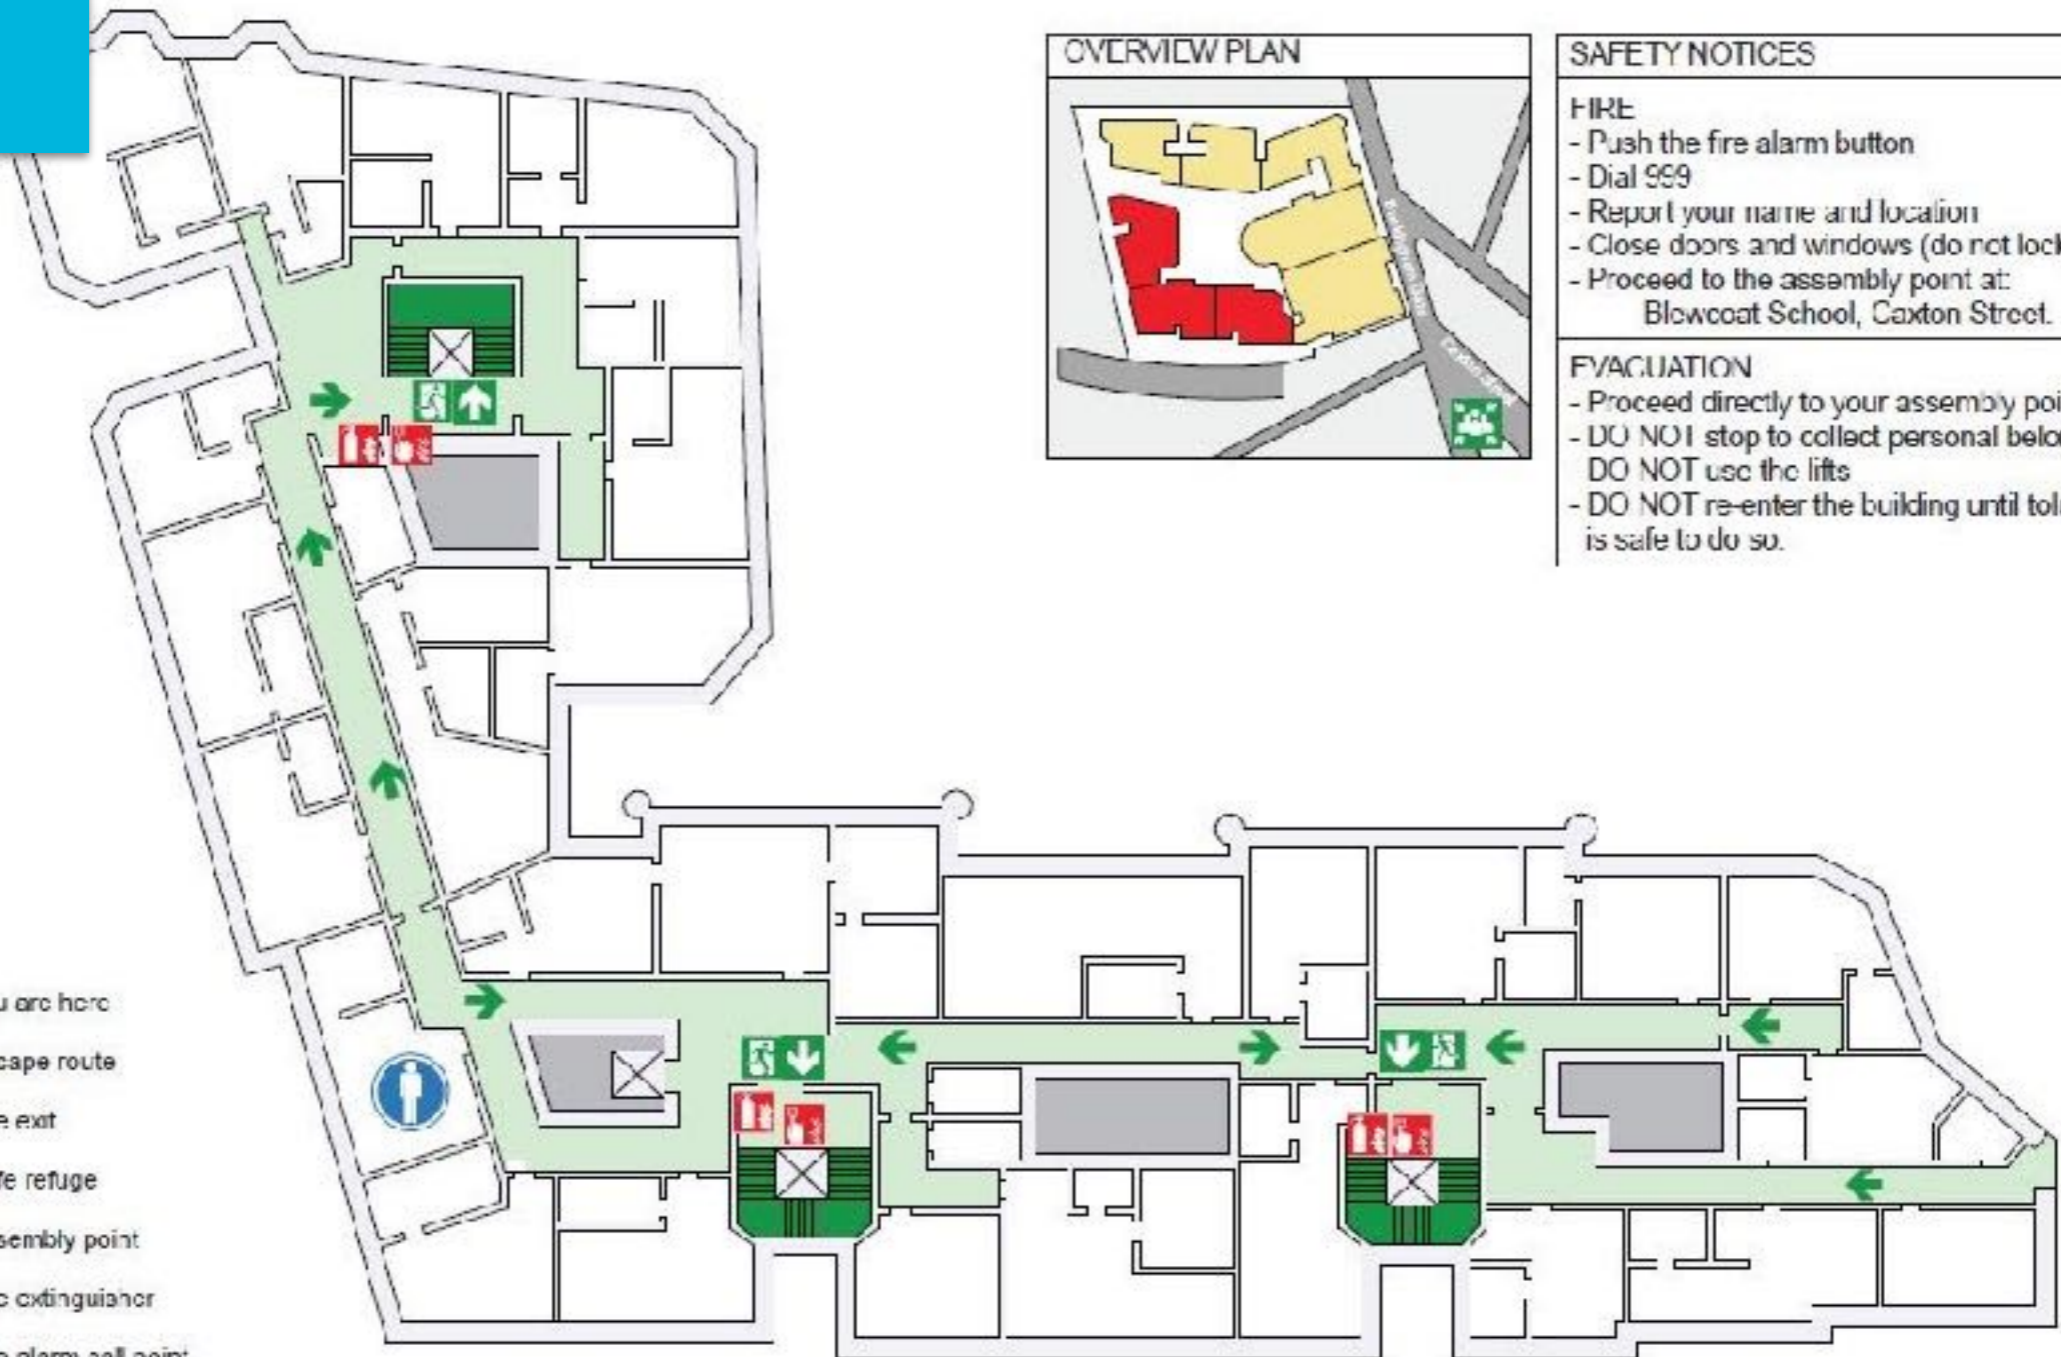 OVERVIEW PLAN
SAFETY NOTICES
FIRE
- Push the fire alarm button
- Dial 999
- Report your name and location
- Close doors and windows (do not lock
- Proceed to the assembly point at:
Blewcoat School, Caxton Street.
EVACUATION
- Proceed directly to your assembly poi
- DO NOT stop to collect personal belo
DO NOT use the lifts
- DO NOT re-enter the building until tol
is safe to do so.
u are here
cape route
e exit
fe refuge
sembly point
e extinguisher
e alarm call point